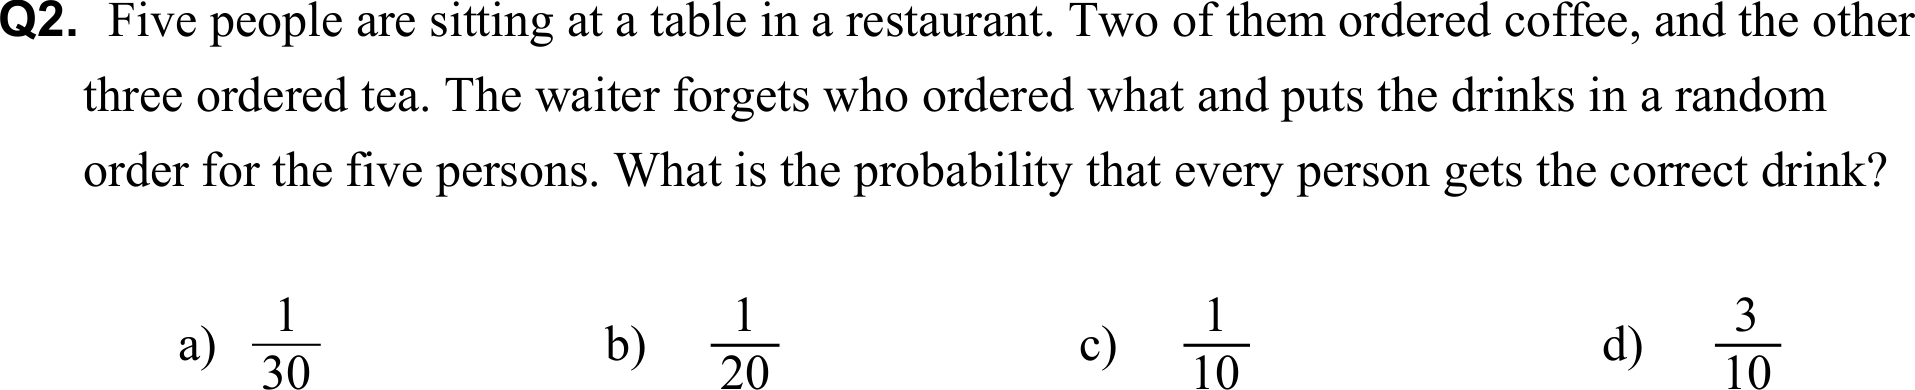 Q2. Five people are sitting at a table in a restaurant. Two of them ordered coffee, and the other
three ordered tea. The waiter forgets who ordered what and puts the drinks in a random
order for the five persons. What is the probability that every person gets the correct drink?
a) 1/30 b) 1/20 c) 1/10 d) 3/10